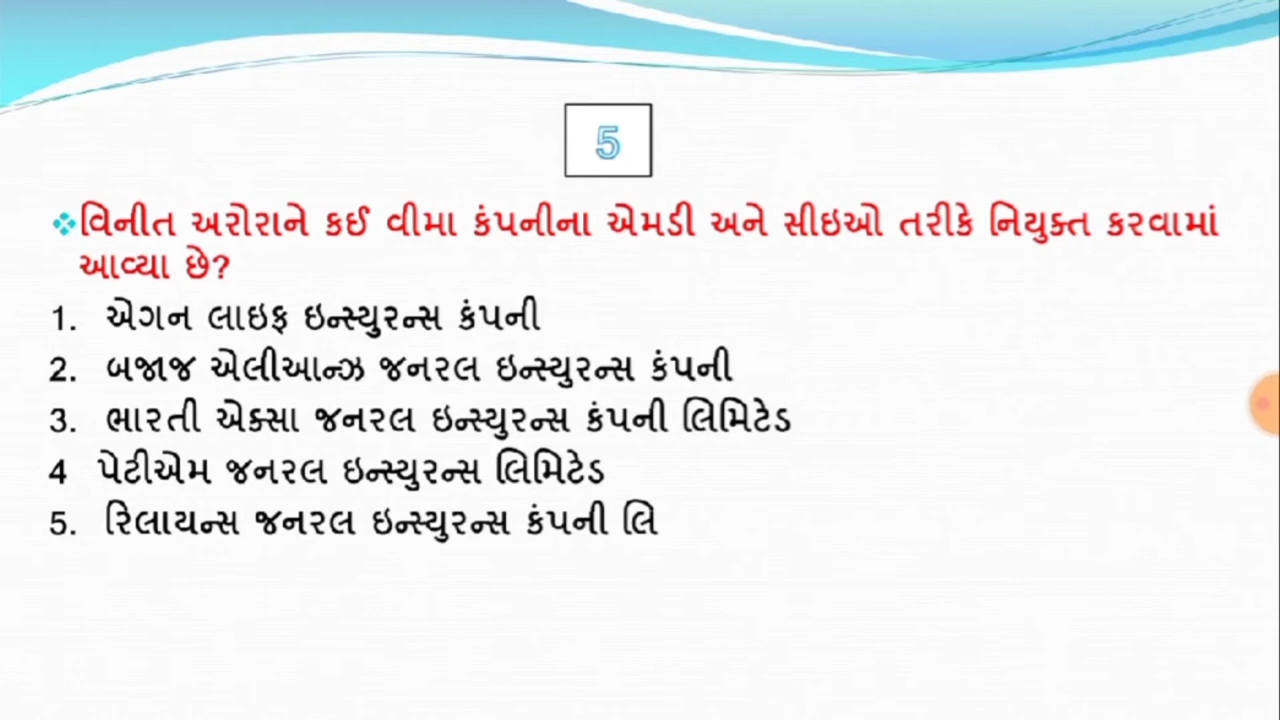 5
❖વિનીત અરોરાને કઈ વીમા કંપનીના એમડી અને સીઇઓ તરીકે નિયુક્ત કરવામાં
આવ્યા છે?
1. એગન લાઇફ ઇન્સ્યુરન્સ કંપની
2. બજાજ એલીઆન્ઝ જનરલ ઇન્સ્યુરન્સ કંપની
3. ભારતી એક્સા જનરલ ઇન્સ્યુરન્સ કંપની લિમિટેડ
4 પેટીએમ જનરલ ઇન્સ્યુરન્સ લિમિટેડ
5. રિલાયન્સ જનરલ ઇન્સ્યુરન્સ કંપની લિ